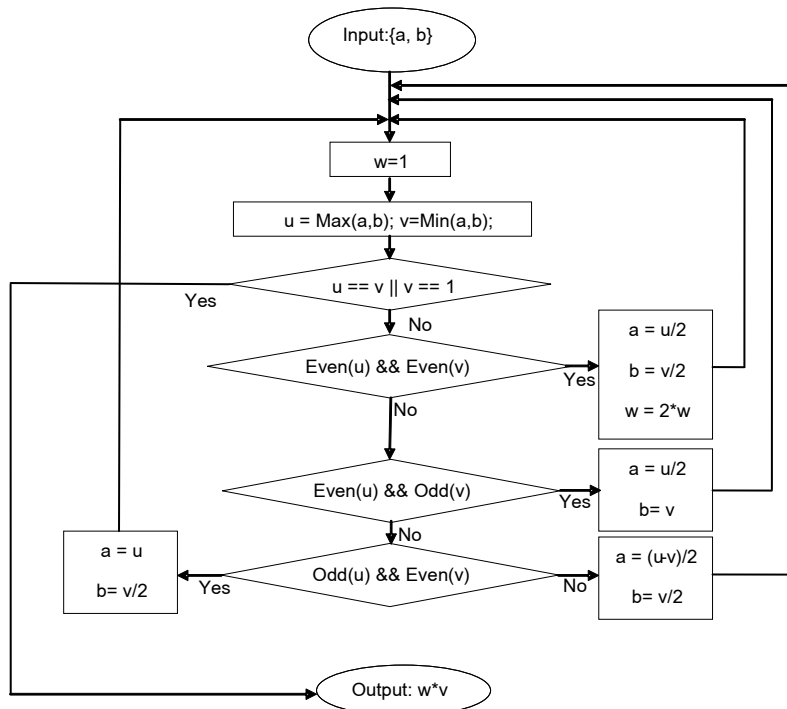 Input:{a, b}
w=1
u = Max(a,b); v=Min(a,b);
u == v || v == 1
Yes
No
Even(u) && Even(v)
Yes
a = u/2
b = v/2
w = 2*w
No
Even(u) && Odd(v)
Yes
a = u/2
b= v
No
Odd(u) && Even(v)
Yes
a = u
b= v/2
No
a = (u-v)/2
b= v/2
Output: w*v